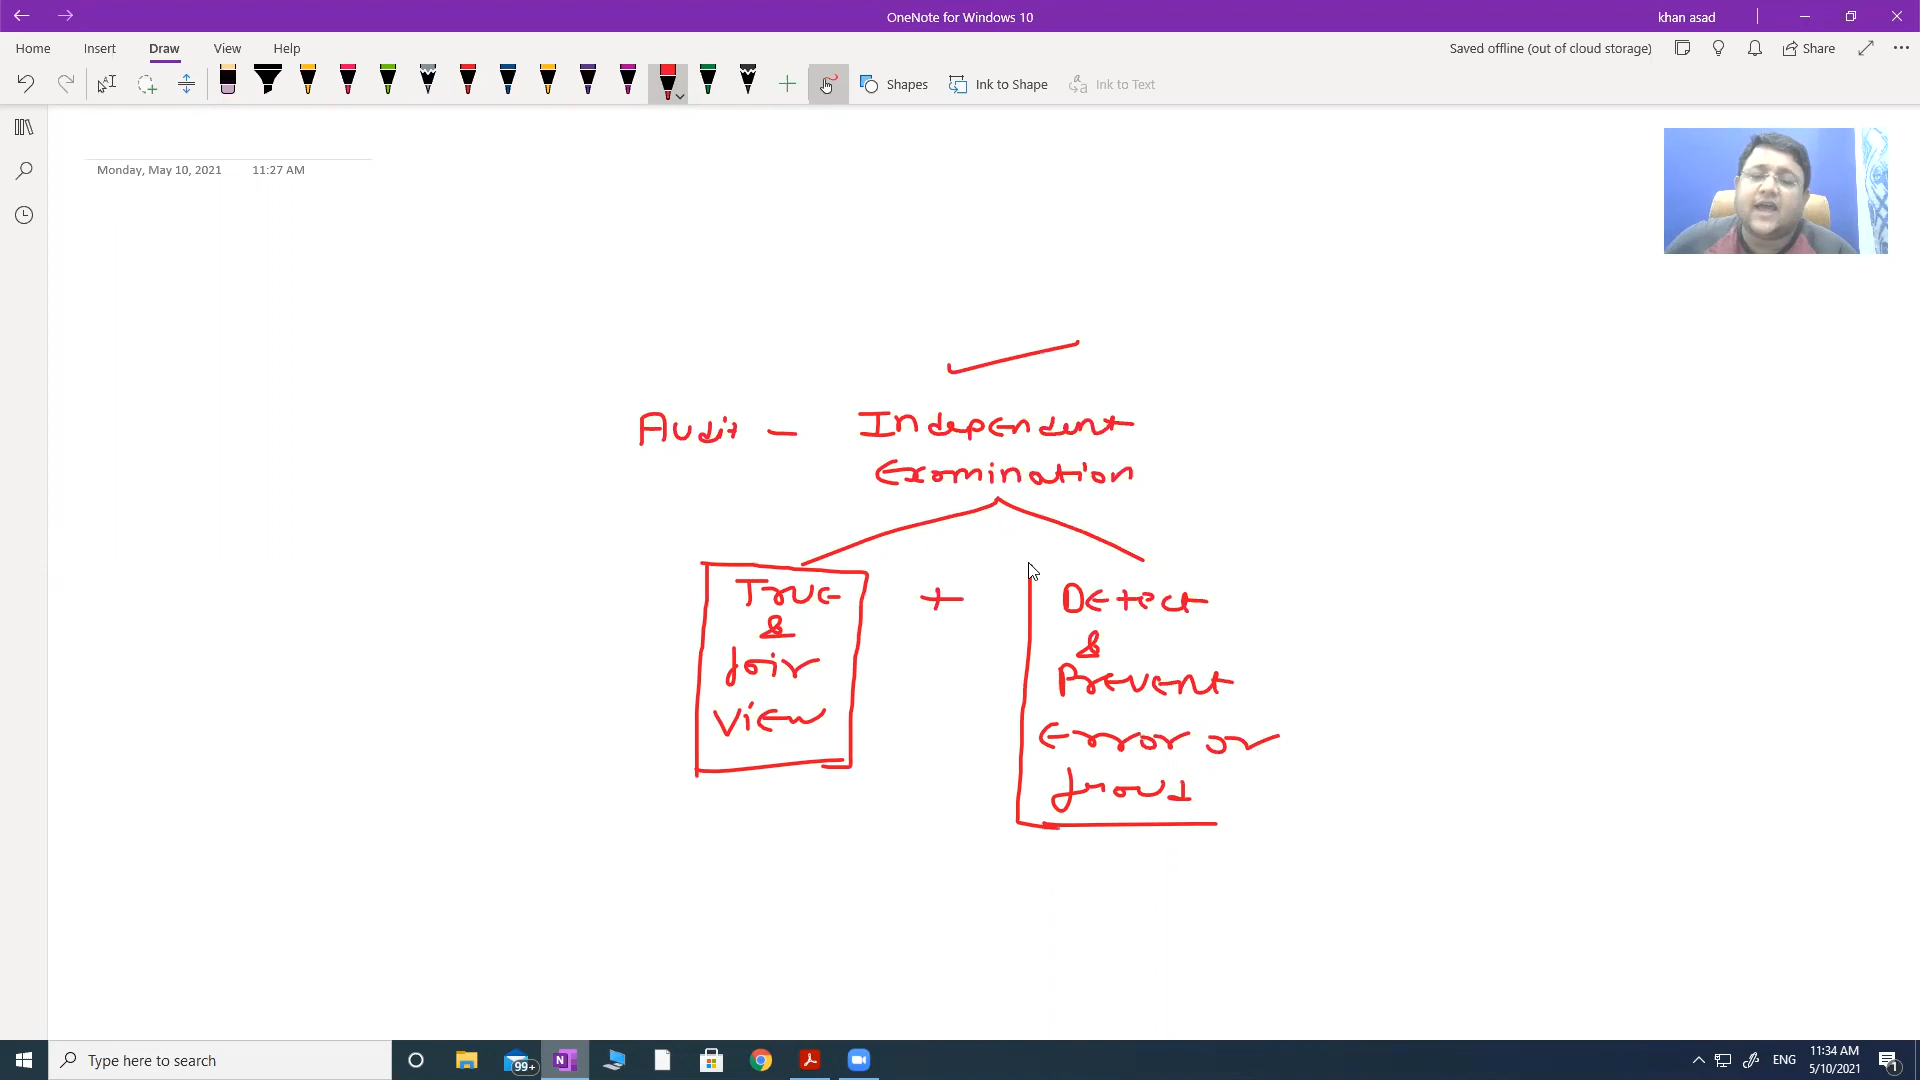 OneNote for Windows 10
khan asad
Home Insert Draw View Help
Saved offline (out of cloud storage)
Share
Shapes
Ink to Shape
Ink to Text
Monday, May 10, 2021 11:27 AM
Audit - Independent
Examination
True
&
fair
view
+
Detect
&
Prevent
error or
fraud
Type here to search
99+
N
ENG
11:34 AM
5/10/2021
1